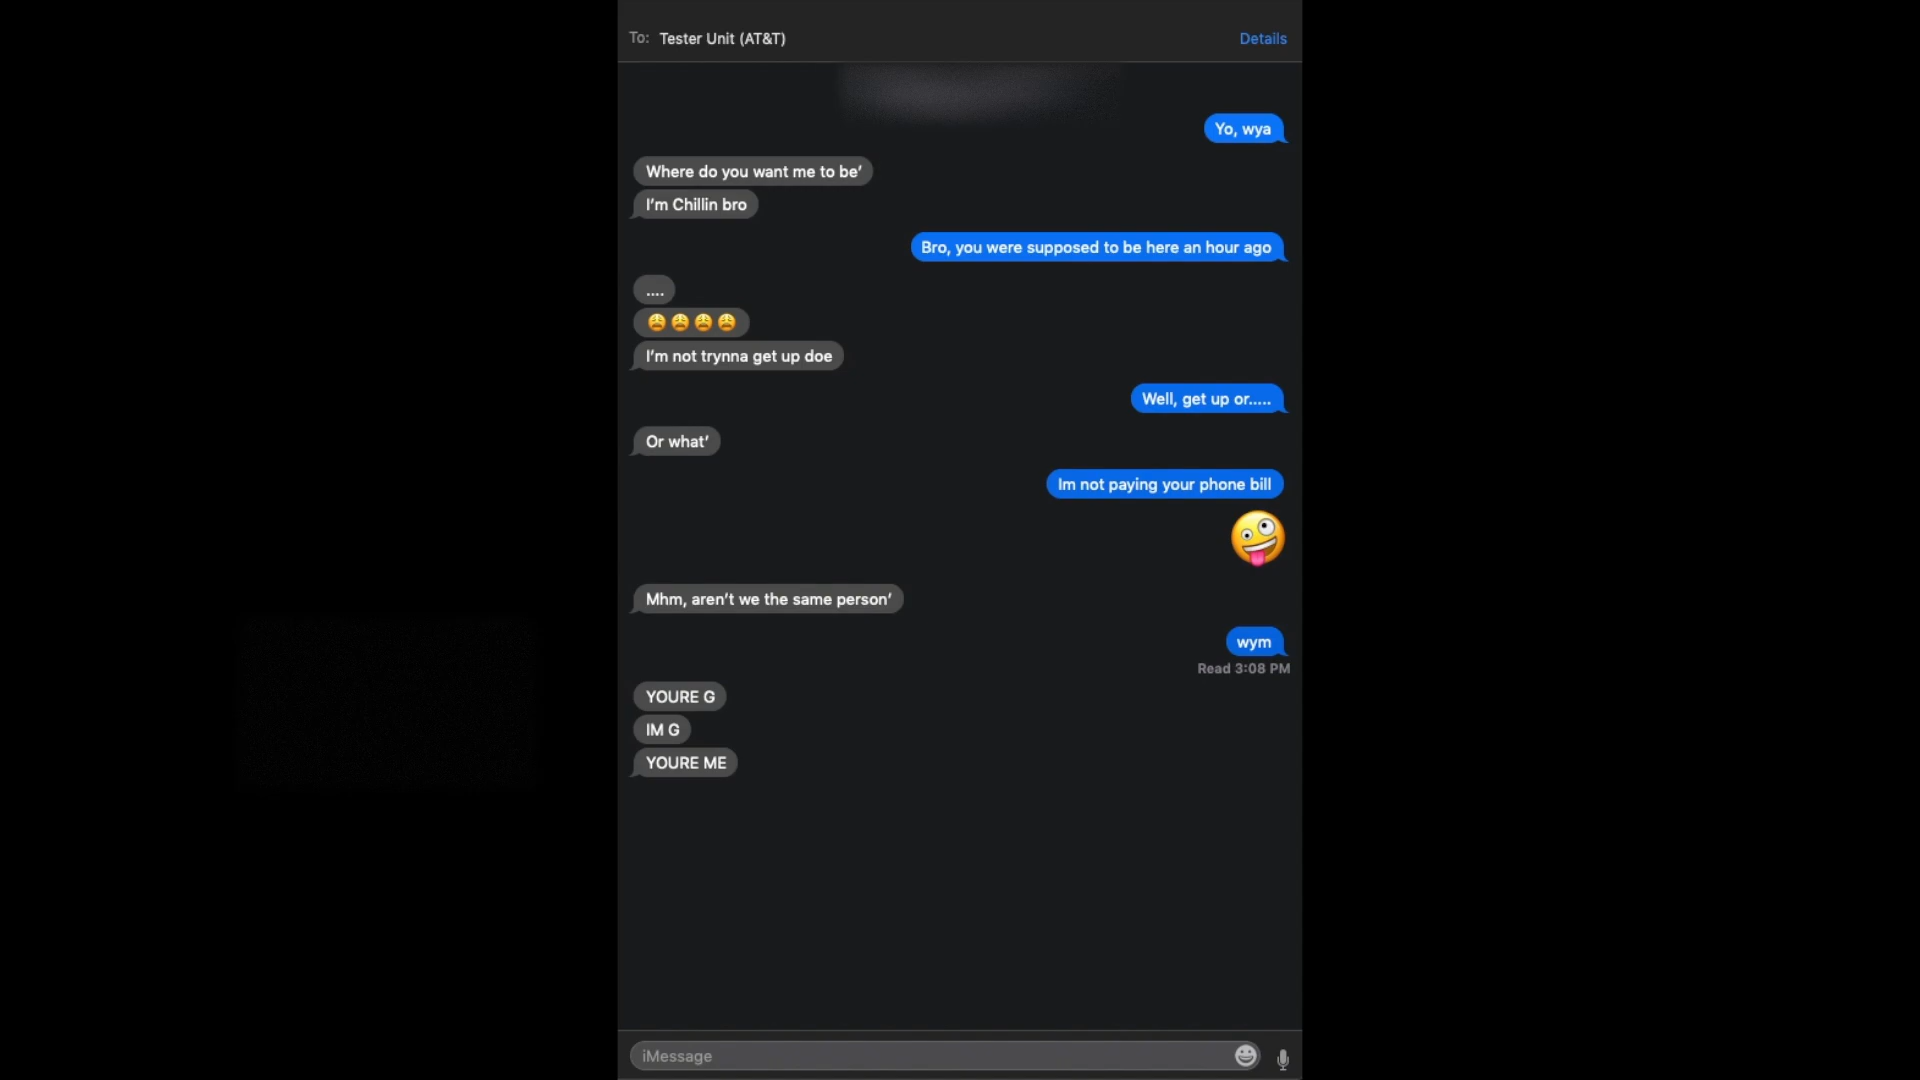 To: Tester Unit (AT&T)
Details
Yo, wya
Where do you want me to be’
I’m Chillin bro
Bro, you were supposed to be here an hour ago
....
😩😩😩😩
I’m not trynna get up doe
Well, get up or.....
Or what’
Im not paying your phone bill
🤪
Mhm, aren’t we the same person’
wym
Read 3:08 PM
YOURE G
IM G
YOURE ME
iMessage